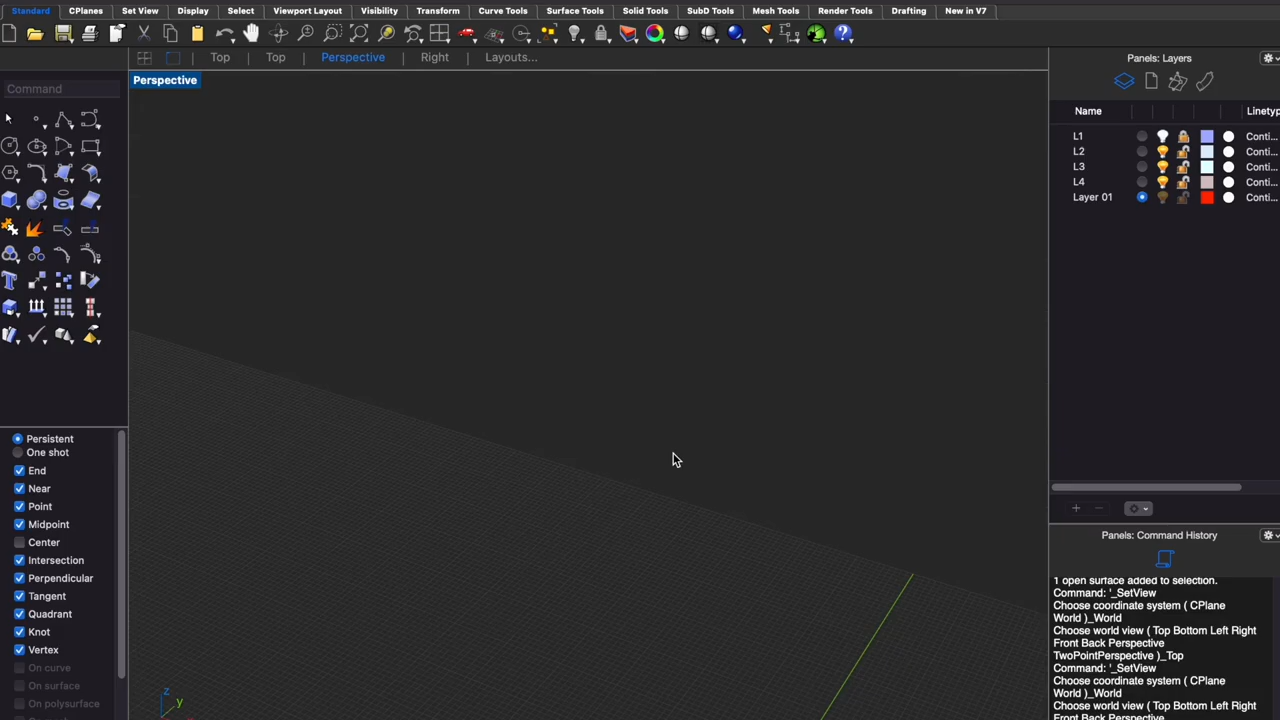 Standard CPlanes Set View Display Select Viewport Layout Visibility Transform Curve Tools Surface Tools Solid Tools SubD Tools Mesh Tools Render Tools Drafting New in V7
Top Top Perspective Right Layouts...
Panels: Layers
Perspective
Command
Name Linetyp
L1 Conti...
L2 Conti...
L3 Conti...
L4 Conti...
Layer 01 Conti...
Persistent
One shot
End
Near
Point
Midpoint
Center
Intersection
Perpendicular
Tangent
Quadrant
Knot
Vertex
On curve
On surface
On polysurface
z
y
Panels: Command History
1 open surface added to selection.
Command: '_SetView
Choose coordinate system ( CPlane
World )_World
Choose world view ( Top Bottom Left Right
Front Back Perspective
TwoPointPerspective )_Top
Command: '_SetView
Choose coordinate system ( CPlane
World )_World
Choose world view ( Top Bottom Left Right
Front Back Perspective